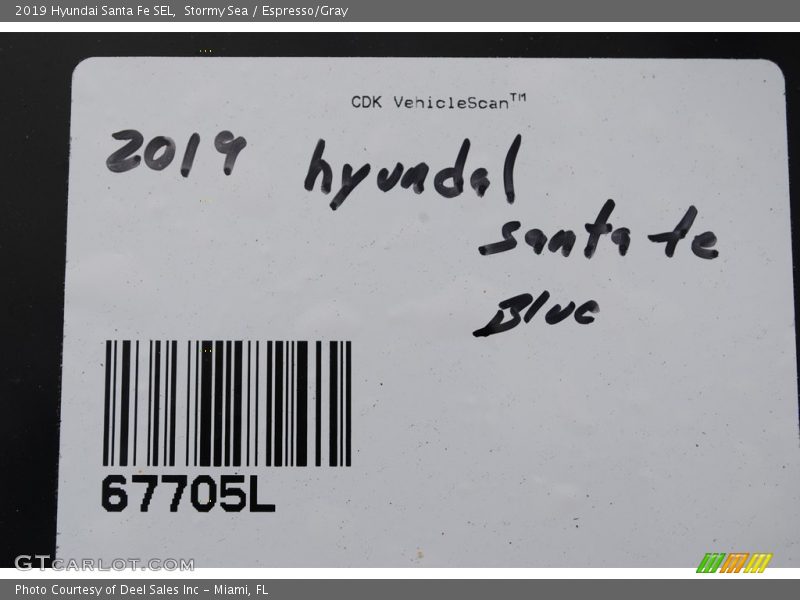 2019 Hyundai Santa Fe SEL, Stormy Sea / Espresso/Gray
CDK VehicleScan™
2019 hyundal
santa fe
Blue
67705L
GTCARLOT.COM
Photo Courtesy of Deel Sales Inc - Miami, FL